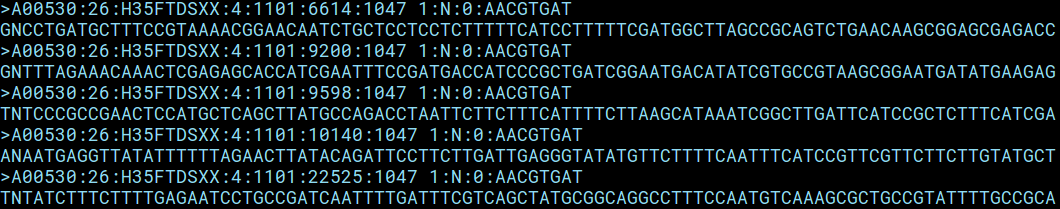 >A00530:26:H35FTDSXX:4:1101:6614:1047 1:N:0:AACGTGAT
GNCCTGATGCTTTCCGTAAAACGGAACAATCTGCTCCTCCTCTTTTTCATCCTTTTTCGATGGCTTAGCCGCAGTCTGAACAAGCGGAGCGAGACC
>A00530:26:H35FTDSXX:4:1101:9200:1047 1:N:0:AACGTGAT
GNTTTAGAAACAAACTCGAGAGCACCATCGAATTTCCGATGACCATCCCGCTGATCGGAATGACATATCGTGCCGTAAGCGGAATGATATGAAGAG
>A00530:26:H35FTDSXX:4:1101:9598:1047 1:N:0:AACGTGAT
TNTCCCGCCGAACTCCATGCTCAGCTTATGCCAGACCTAATTCTTCTTTCATTTTCTTAAGCATAAATCGGCTTGATTCATCCGCTCTTTCATCGA
>A00530:26:H35FTDSXX:4:1101:10140:1047 1:N:0:AACGTGAT
ANAATGAGGTTATATTTTTTAGAACTTATACAGATTCCTTCTTGATTGAGGGTATATGTTCTTTTCAATTTCATCCGTTCGTTCTTCTTGTATGCT
>A00530:26:H35FTDSXX:4:1101:22525:1047 1:N:0:AACGTGAT
TNTATCTTTCTTTTGAGAATCCTGCCGATCAATTTTGATTTCGTCAGCTATGCGGCAGGCCTTTCCAATGTCAAAGCGCTGCCGTATTTTGCCGCA